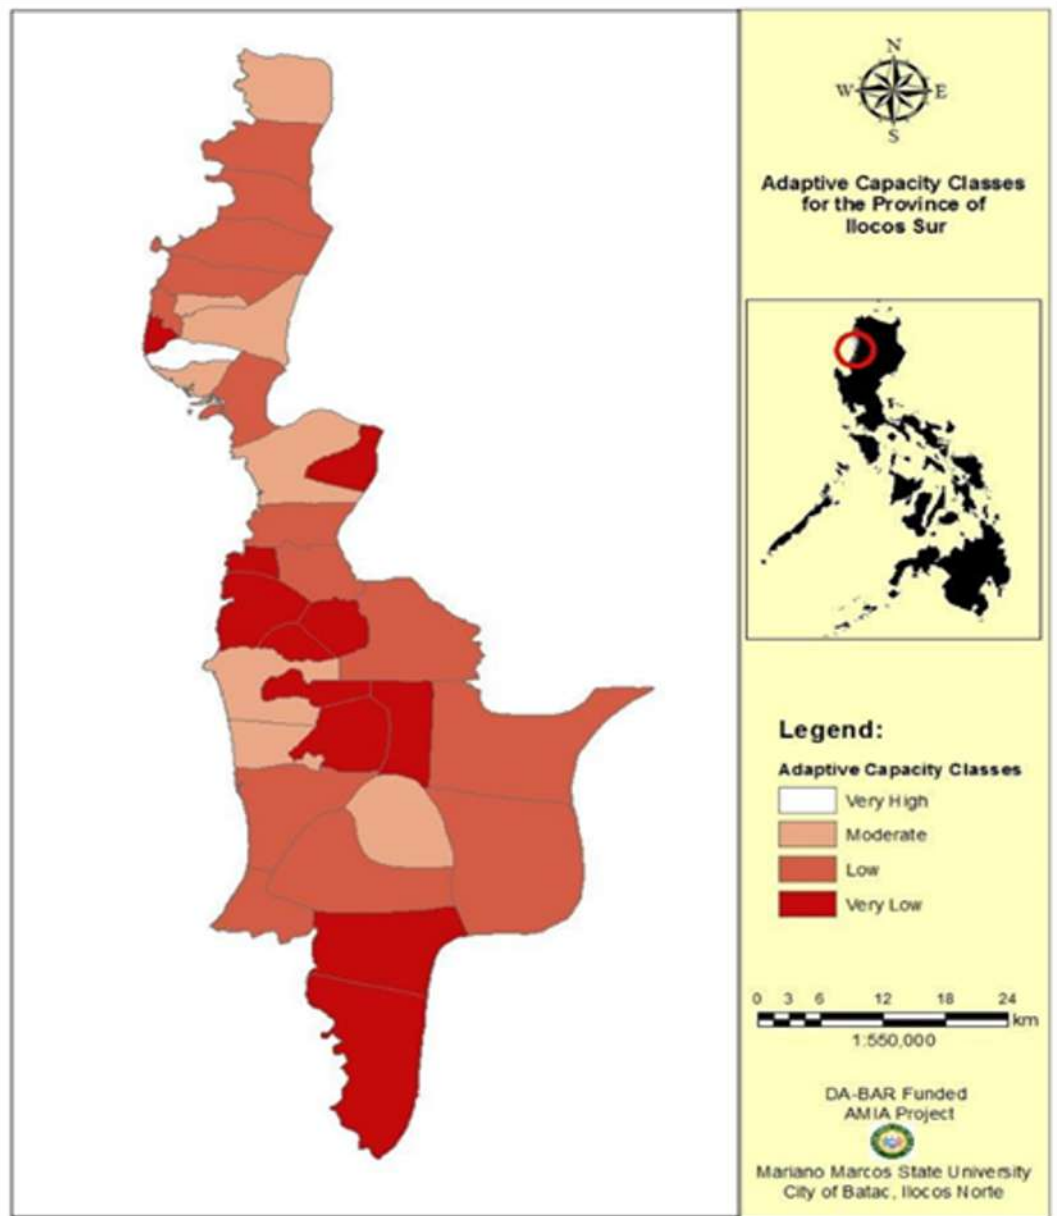 N
W E
S
Adaptive Capacity Classes
for the Province of
Ilocos Sur
Legend:
Adaptive Capacity Classes
Very High
Moderate
Low
Very Low
0 3 6 12 18 24
km
1:550,000
DA-BAR Funded
AMIA Project
Mariano Marcos State University
City of Batac, Ilocos Norte